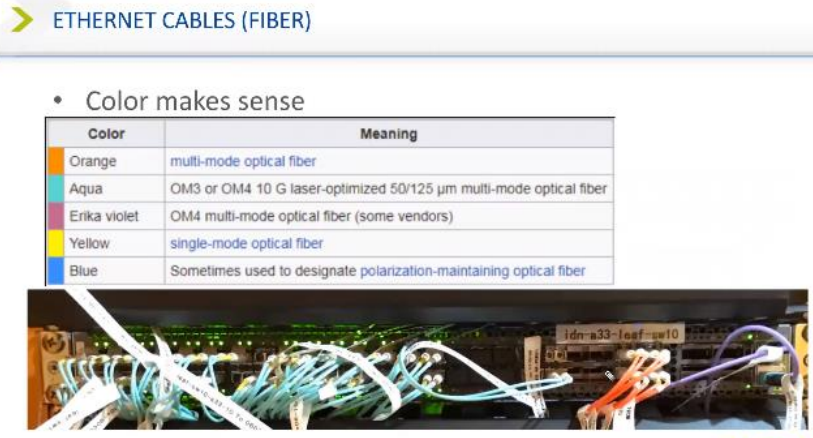 ETHERNET CABLES (FIBER)
• Color makes sense
Color Meaning
Orange multi-mode optical fiber
Aqua OM3 or OM4 10 G laser-optimized 50/125 µm multi-mode optical fiber
Erika violet OM4 multi-mode optical fiber (some vendors)
Yellow single-mode optical fiber
Blue Sometimes used to designate polarization-maintaining optical fiber
idn-a33-leaf-sw10